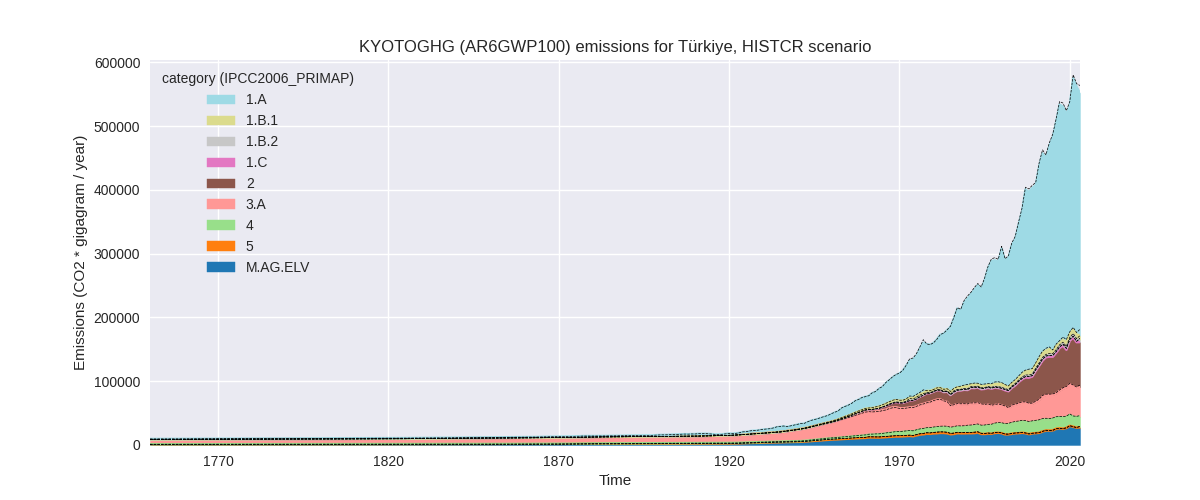 KYOTOGHG (AR6GWP100) emissions for Türkiye, HISTCR scenario
600000
500000
400000
300000
200000
100000
0
Emissions (CO2 * gigagram / year)
category (IPCC2006_PRIMAP)
1.A
1.B.1
1.B.2
1.C
2
3.A
4
5
M.AG.ELV
1770
1820
1870
1920
1970
2020
Time